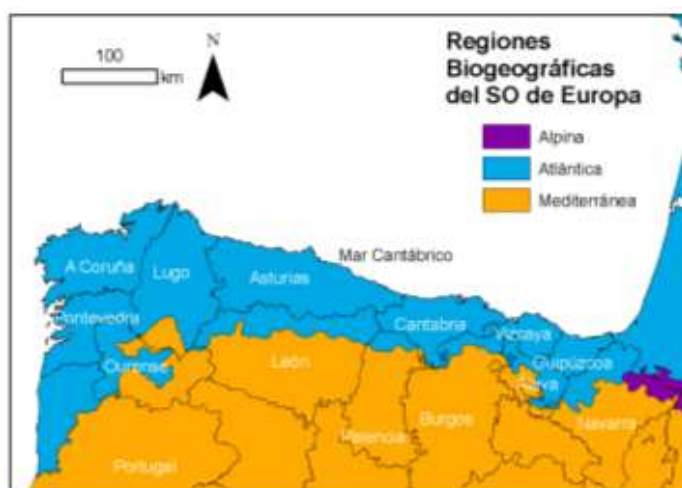 100
km
N
Regiones
Biogeográficas
del SO de Europa
Alpina
Atlántica
Mediterránea
Mar Cantábrico
A Coruña
Lugo
Asturias
Pontevedra
Cantabria
Vizcaya
Guipúzcoa
Ourense
León
Álava
Palencia
Burgos
Navarra
Portugal